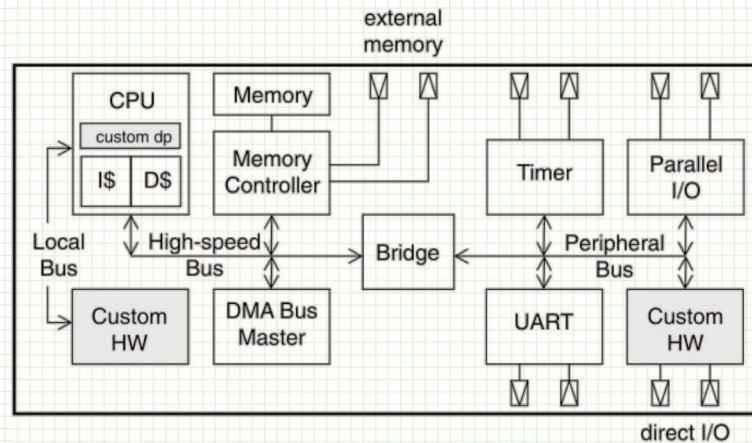 external
memory
CPU
custom dp
I$
D$
Memory
Memory
Controller
Timer
Parallel
I/O
Local
Bus
High-speed
Bus
Bridge
Peripheral
Bus
Custom
HW
DMA Bus
Master
UART
Custom
HW
direct I/O